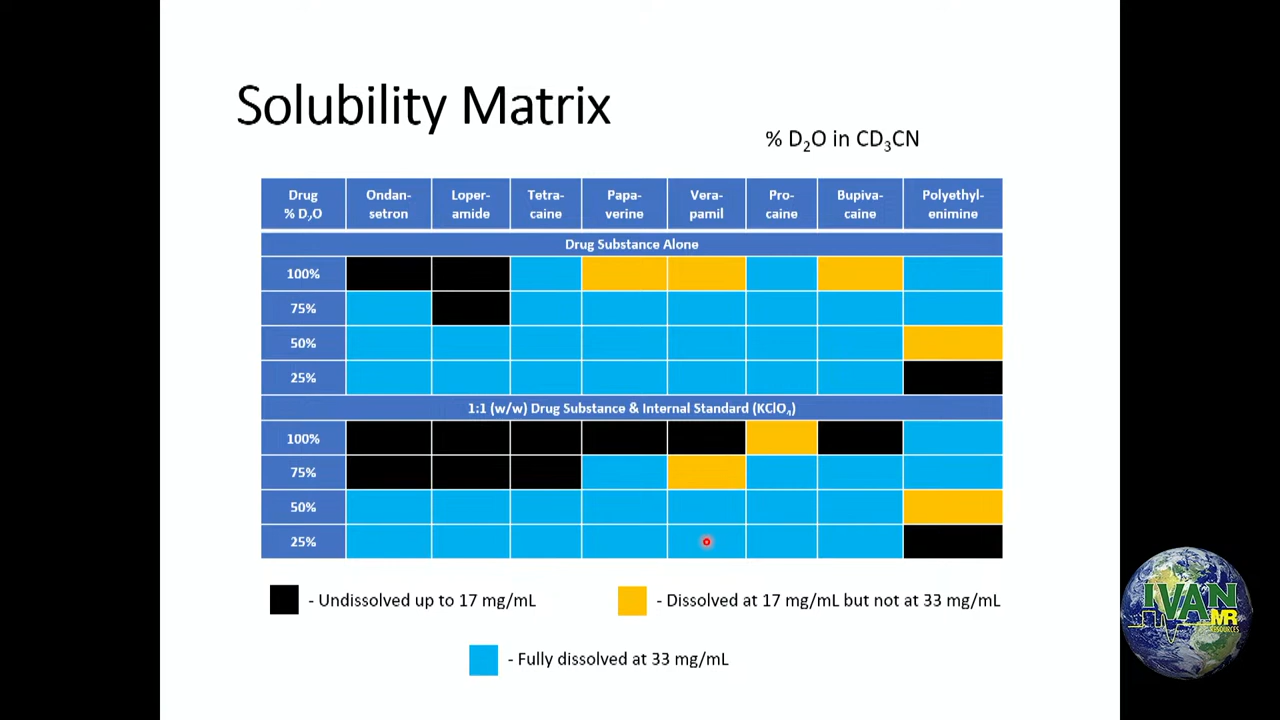 Solubility Matrix
% D₂O in CD₃CN
Drug % D₂O Ondan-setron Loper-amide Tetra-caine Papa-verine Vera-pamil Pro-caine Bupiva-caine Polyethyl-enimine
Drug Substance Alone
100%
75%
50%
25%
1:1 (w/w) Drug Substance & Internal Standard (KClO₄)
100%
75%
50%
25%
- Undissolved up to 17 mg/mL
- Dissolved at 17 mg/mL but not at 33 mg/mL
- Fully dissolved at 33 mg/mL
IVAN
MR
RESOURCES